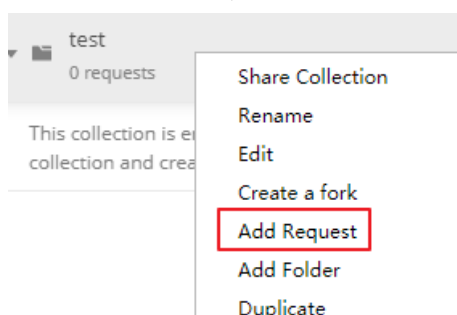 test
0 requests
This collection is
collection and
Share Collection
Rename
Edit
Create a fork
Add Request
Add Folder
Duplicate